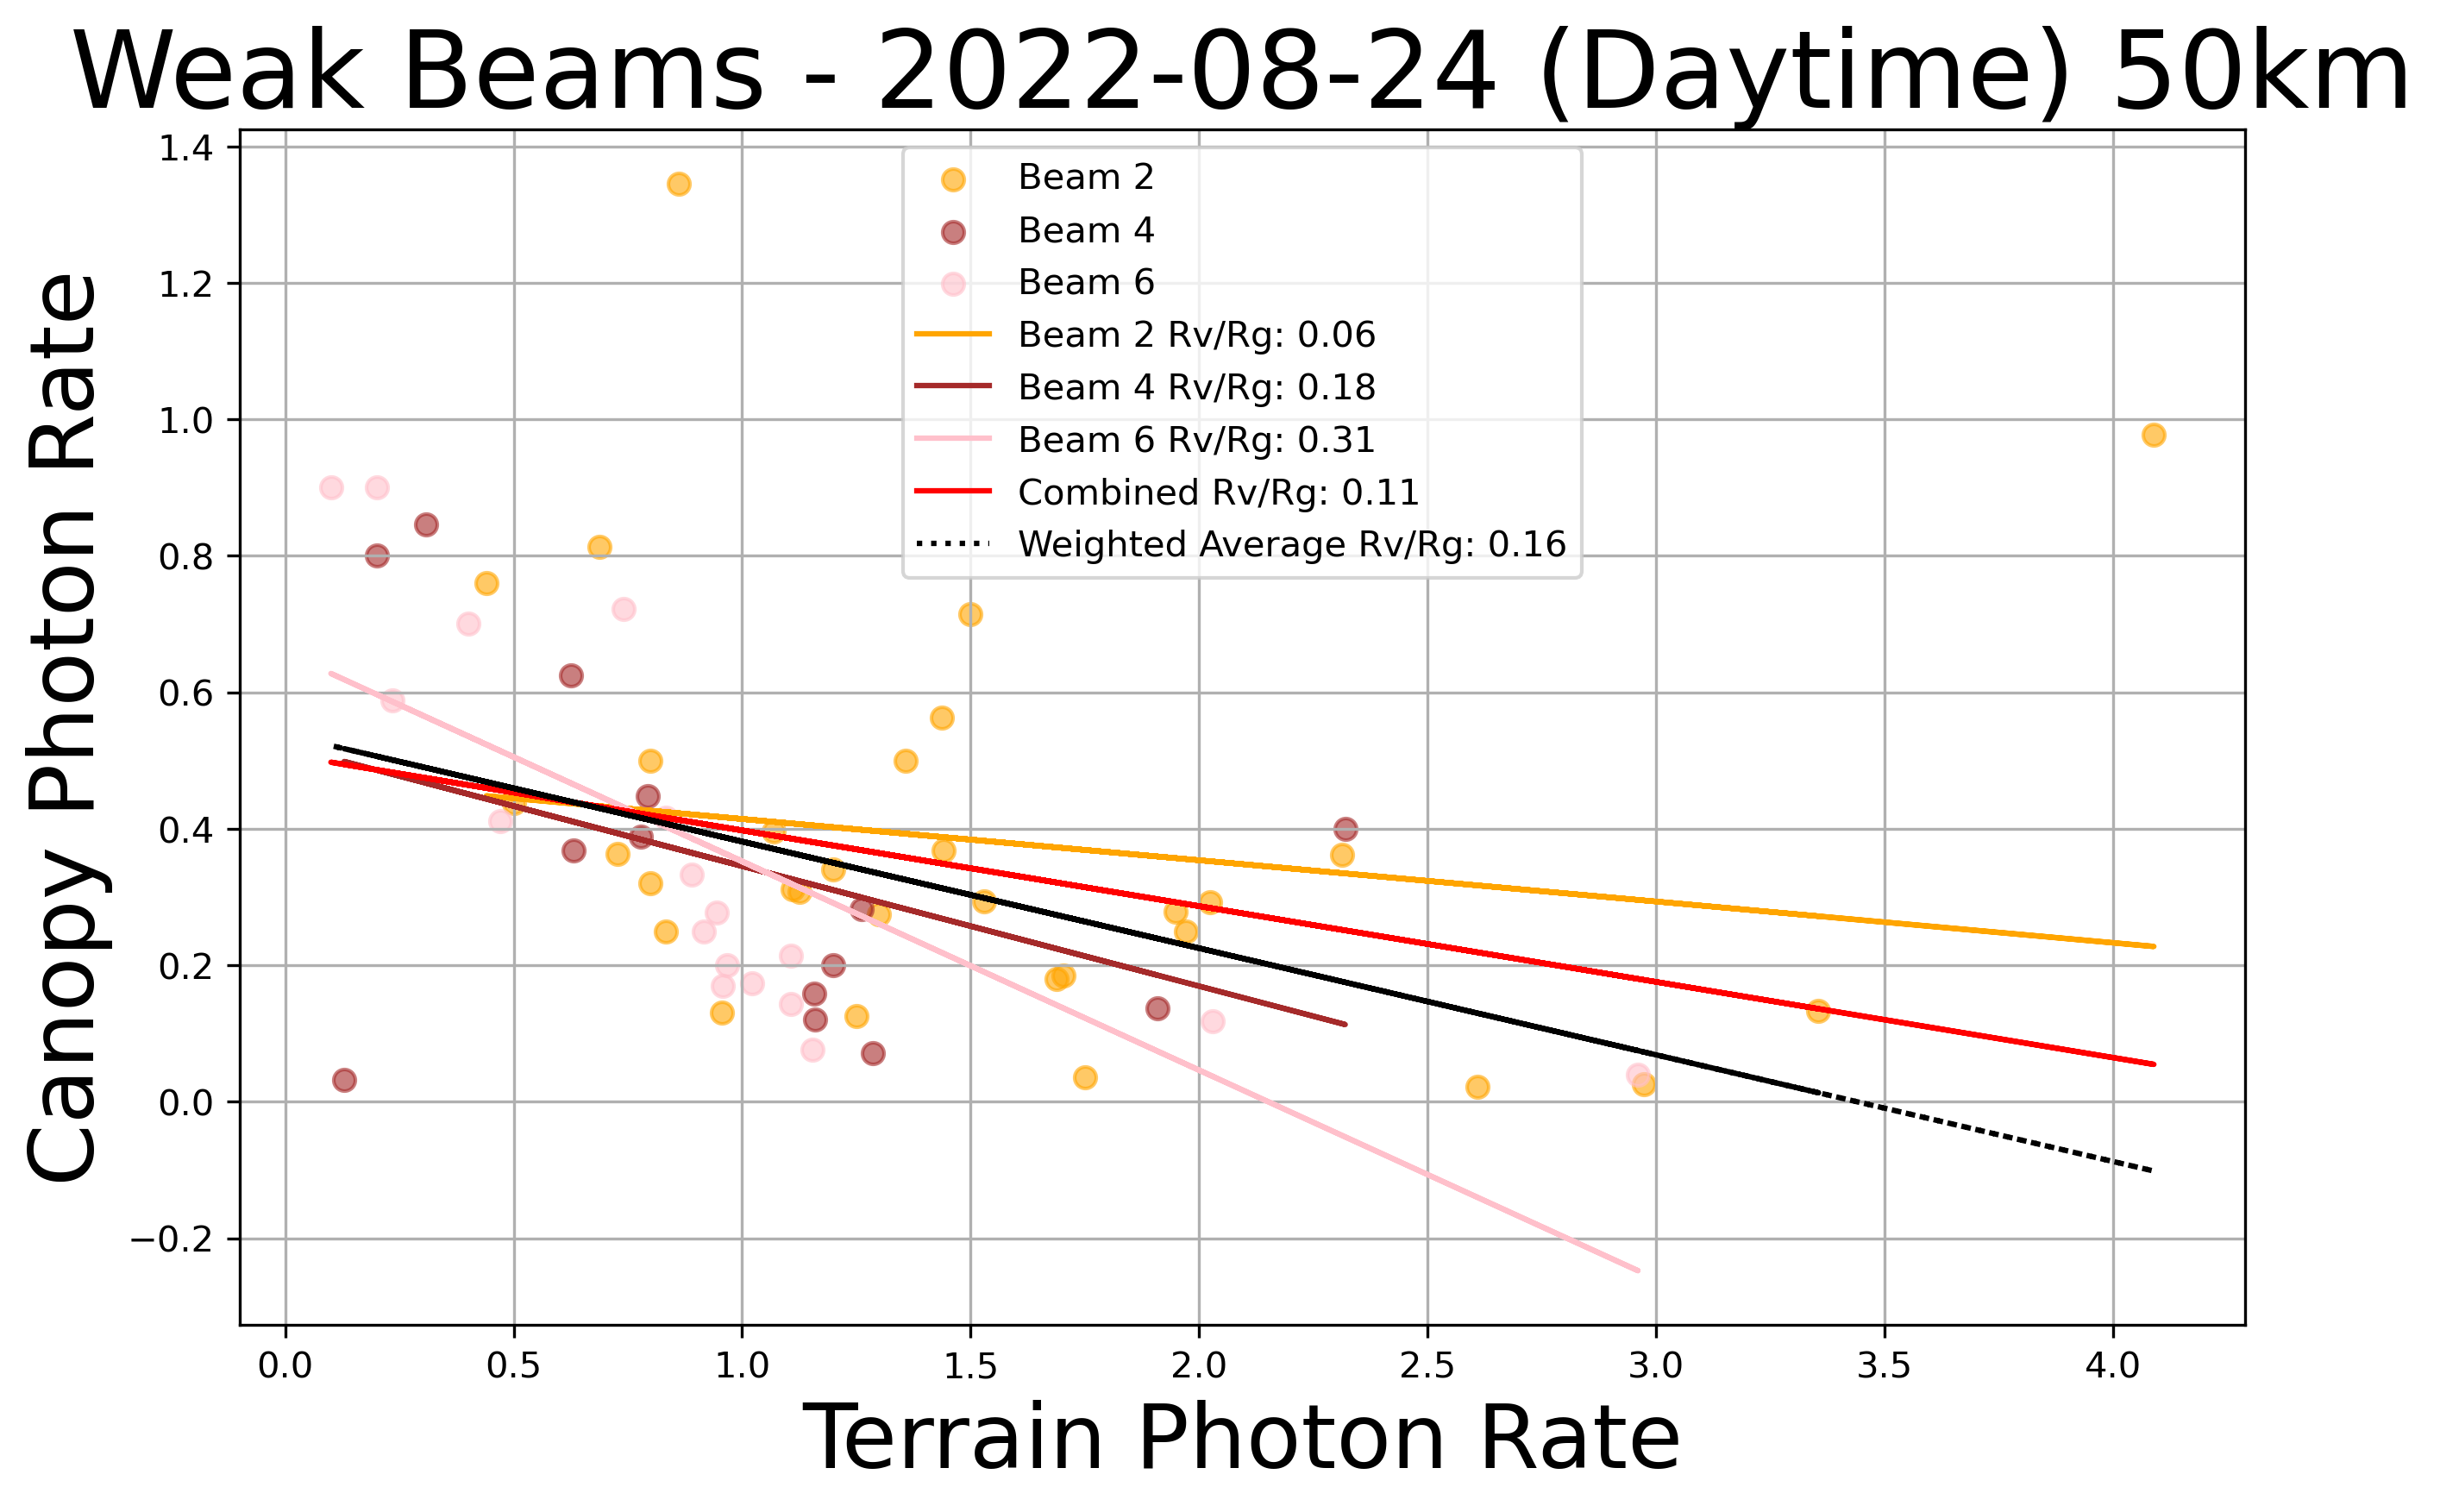 Weak Beams - 2022-08-24 (Daytime) 50km
Canopy Photon Rate
1.4
1.2
1.0
0.8
0.6
0.4
0.2
0.0
−0.2
Beam 2
Beam 4
Beam 6
Beam 2 Rv/Rg: 0.06
Beam 4 Rv/Rg: 0.18
Beam 6 Rv/Rg: 0.31
Combined Rv/Rg: 0.11
Weighted Average Rv/Rg: 0.16
0.0 0.5 1.0 1.5 2.0 2.5 3.0 3.5 4.0
Terrain Photon Rate